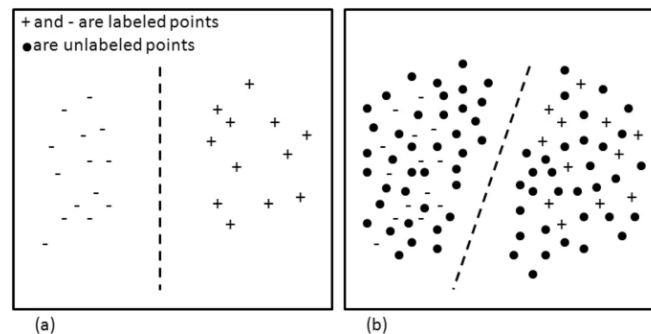 + and - are labeled points
●are unlabeled points
(a)
(b)